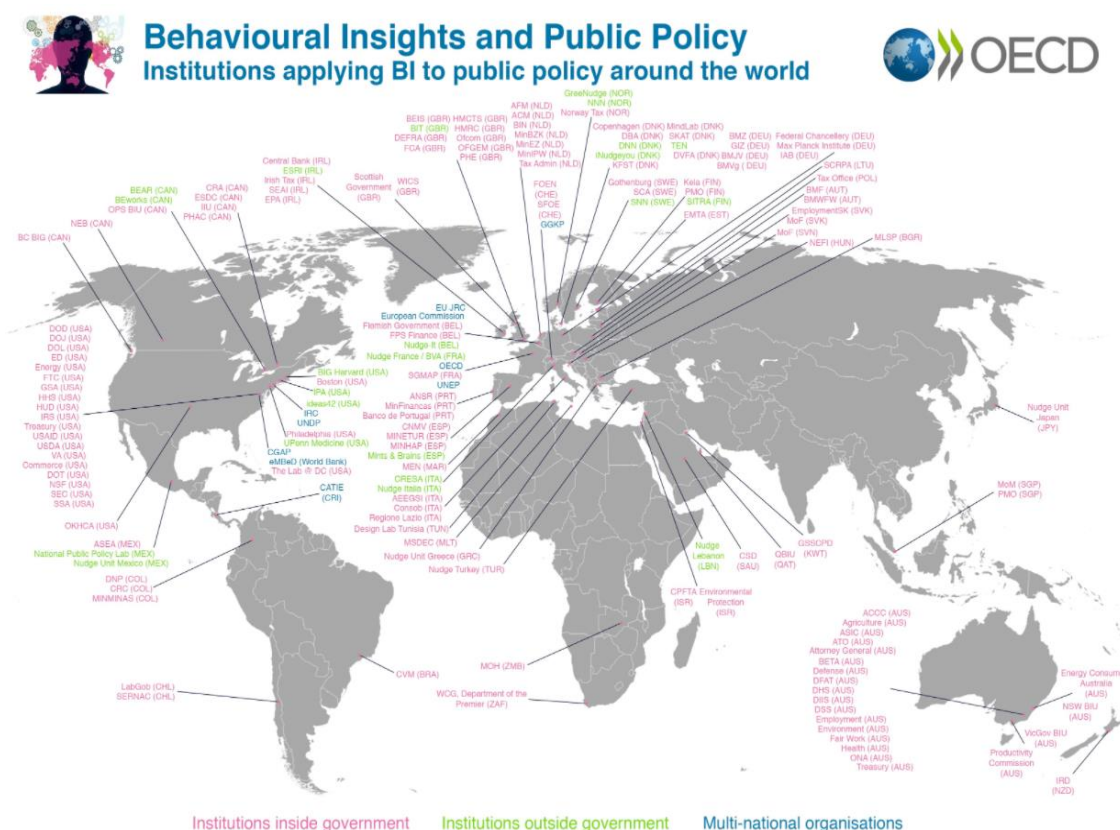 Behavioural Insights and Public Policy
Institutions applying BI to public policy around the world
OECD
GreeNudge (NOR)
NNN (NOR)
Norway Tax (NOR)
AFM (NLD)
ACM (NLD)
BIN (NLD)
MinBZK (NLD)
MinEZ (NLD)
MinIPW (NLD)
Tax Admin (NLD)
BEIS (GBR) HMCTS (GBR)
BIT (GBR) HMRC (GBR)
DEFRA (GBR) Ofcom (GBR)
FCA (GBR) OFGEM (GBR)
PHE (GBR)
Copenhagen (DNK) MindLab (DNK)
DBA (DNK) SKAT (DNK)
DNN (DNK) TEN
iNudgeyou (DNK) DVFA (DNK)
KFST (DNK)
BMZ (DEU)
GIZ (DEU)
BMJV (DEU)
BMVg ( DEU)
Federal Chancellery (DEU)
Max Planck Institute (DEU)
IAB (DEU)
SCRPA (LTU)
Tax Office (POL)
BMF (AUT)
BMWFW (AUT)
EmploymentSK (SVK)
MoF (SVK)
MoF (SVN)
NEFI (HUN)
MLSP (BGR)
Central Bank (IRL)
ESRI (IRL)
Irish Tax (IRL)
SEAI (IRL)
EPA (IRL)
Scottish
Government
(GBR)
WICS
(GBR)
FOEN
(CHE)
SFOE
(CHE)
GGKP
Gothenburg (SWE)
SCA (SWE)
SNN (SWE)
Kela (FIN)
PMO (FIN)
SITRA (FIN)
EMTA (EST)
BEAR (CAN)
BEworks (CAN)
OPS BIU (CAN)
CRA (CAN)
ESDC (CAN)
IIU (CAN)
PHAC (CAN)
NEB (CAN)
BC BIG (CAN)
DOD (USA)
DOJ (USA)
DOL (USA)
ED (USA)
Energy (USA)
FTC (USA)
GSA (USA)
HHS (USA)
HUD (USA)
IRS (USA)
Treasury (USA)
USAID (USA)
USDA (USA)
VA (USA)
Commerce (USA)
DOT (USA)
NSF (USA)
SEC (USA)
SSA (USA)
OKHCA (USA)
BIG Harvard (USA)
Boston (USA)
IPA (USA)
ideas42 (USA)
IRC
UNDP
Philadelphia (USA)
UPenn Medicine (USA)
CGAP
eMBeD (World Bank)
The Lab @ DC (USA)
CATIE
(CRI)
ASEA (MEX)
National Public Policy Lab (MEX)
Nudge Unit Mexico (MEX)
DNP (COL)
CRC (COL)
MINMINAS (COL)
LabGob (CHL)
SERNAC (CHL)
CVM (BRA)
EU JRC
European Commission
Flemish Government (BEL)
FPS Finance (BEL)
Nudge it (BEL)
Nudge France / BVA (FRA)
OECD
SGMAP (FRA)
UNEP
ANSR (PRT)
MinFinances (PRT)
Banco de Portugal (PRT)
CNMV (ESP)
MINETUR (ESP)
MINHAP (ESP)
Mints & Brains (ESP)
MEN (MAR)
CRESA (ITA)
Nudge Italia (ITA)
AEEGSI (ITA)
Consob (ITA)
Regione Lazio (ITA)
Design Lab Tunisia (TUN)
MSDEC (MLT)
Nudge Unit Greece (GRC)
Nudge Turkey (TUR)
Nudge
Lebanon
(LBN)
CPFTA
(ISR)
Environmental
Protection
(ISR)
CSD
(SAU)
QBIU
(QAT)
GSSCPD
(KWT)
Nudge Unit
Japan
(JPY)
MoM (SGP)
PMO (SGP)
MOH (ZMB)
WCG, Department of the
Premier (ZAF)
ACCC (AUS)
Agriculture (AUS)
ASIC (AUS)
ATO (AUS)
Attorney General (AUS)
BETA (AUS)
Defense (AUS)
DFAT (AUS)
DHS (AUS)
DIIS (AUS)
DSS (AUS)
Employment (AUS)
Environment (AUS)
Fair Work (AUS)
Health (AUS)
ONA (AUS)
Treasury (AUS)
Energy Consum
Australia
(AUS)
NSW BIU
(AUS)
VicGov BIU
(AUS)
Productivity
Commission
(AUS)
IRD
(NZD)
Institutions inside government Institutions outside government Multi-national organisations